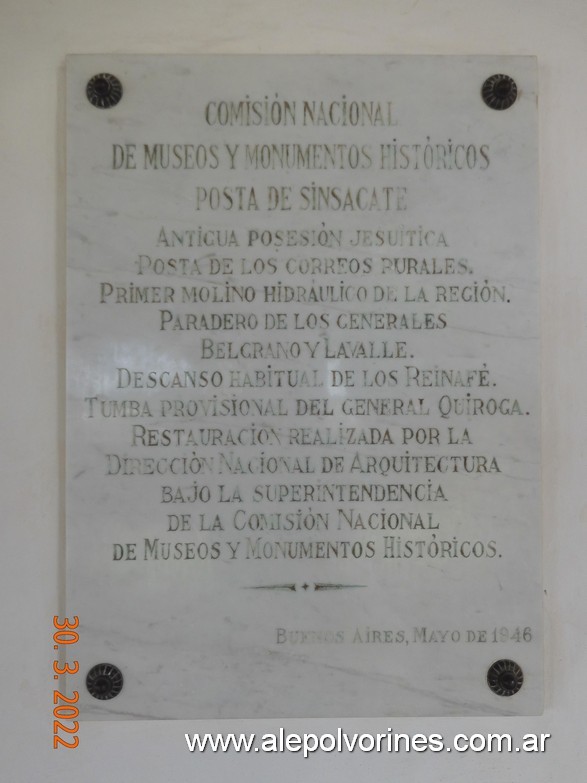 COMISIÓN NACIONAL
DE MUSEOS Y MONUMENTOS HISTÓRICOS
POSTA DE SINSACATE
ANTIGUA POSESIÓN JESUITICA
POSTA DE LOS CORREOS RURALES.
PRIMER MOLINO HIDRÁULICO DE LA REGIÓN.
PARADERO DE LOS GENERALES
BELGRANO Y LAVALLE.
DESCANSO HABITUAL DE LOS REINAFÉ.
TUMBA PROVISIONAL DEL GENERAL QUIROGA.
RESTAURACIÓN REALIZADA POR LA
DIRECCIÓN NACIONAL DE ARQUITECTURA
BAJO LA SUPERINTENDENCIA
DE LA COMISIÓN NACIONAL
DE MUSEOS Y MONUMENTOS HISTÓRICOS.
BUENOS AIRES, MAYO DE 1946
30. 3. 2022
www.alepolvorines.com.ar